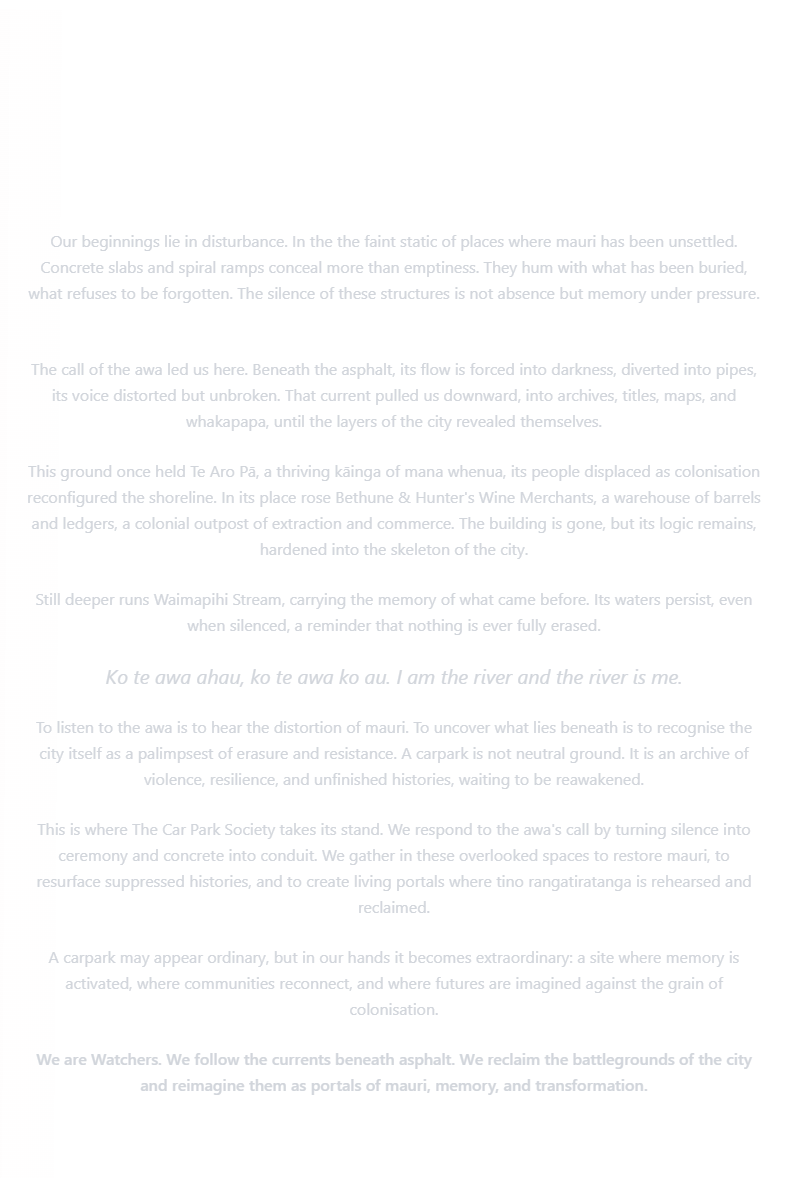 Our beginnings lie in disturbance. In the the faint static of places where mauri has been unsettled.
Concrete slabs and spiral ramps conceal more than emptiness. They hum with what has been buried,
what refuses to be forgotten. The silence of these structures is not absence but memory under pressure.
The call of the awa led us here. Beneath the asphalt, its flow is forced into darkness, diverted into pipes,
its voice distorted but unbroken. That current pulled us downward, into archives, titles, maps, and
whakapapa, until the layers of the city revealed themselves.
This ground once held Te Aro Pā, a thriving kāinga of mana whenua, its people displaced as colonisation
reconfigured the shoreline. In its place rose Bethune & Hunter's Wine Merchants, a warehouse of barrels
and ledgers, a colonial outpost of extraction and commerce. The building is gone, but its logic remains,
hardened into the skeleton of the city.
Still deeper runs Waimapihi Stream, carrying the memory of what came before. Its waters persist, even
when silenced, a reminder that nothing is ever fully erased.
Ko te awa ahau, ko te awa ko au. I am the river and the river is me.
To listen to the awa is to hear the distortion of mauri. To uncover what lies beneath is to recognise the
city itself as a palimpsest of erasure and resistance. A carpark is not neutral ground. It is an archive of
violence, resilience, and unfinished histories, waiting to be reawakened.
This is where The Car Park Society takes its stand. We respond to the awa's call by turning silence into
ceremony and concrete into conduit. We gather in these overlooked spaces to restore mauri, to
resurface suppressed histories, and to create living portals where tino rangatiratanga is rehearsed and
reclaimed.
A carpark may appear ordinary, but in our hands it becomes extraordinary: a site where memory is
activated, where communities reconnect, and where futures are imagined against the grain of
colonisation.
We are Watchers. We follow the currents beneath asphalt. We reclaim the battlegrounds of the city
and reimagine them as portals of mauri, memory, and transformation.